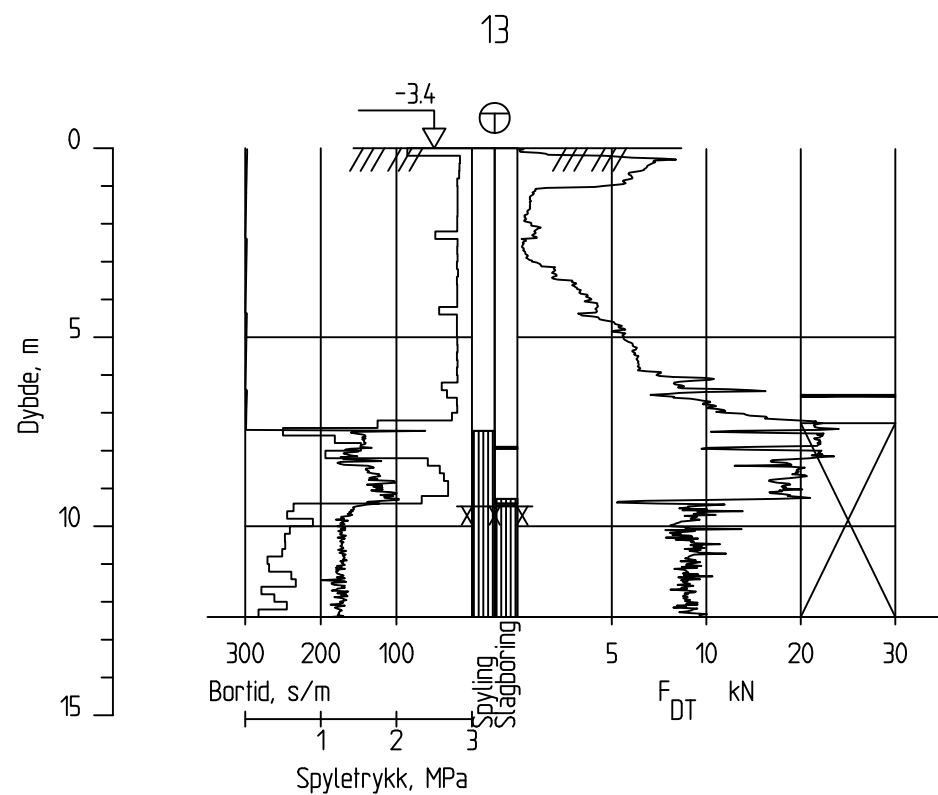 13
-3.4
0
5
10
15
Dybde, m
300 200 100
5 10 20 30
Bortid, s/m
F DT kN
Spyling
Slagboring
1 2 3
Spyletrykk, MPa